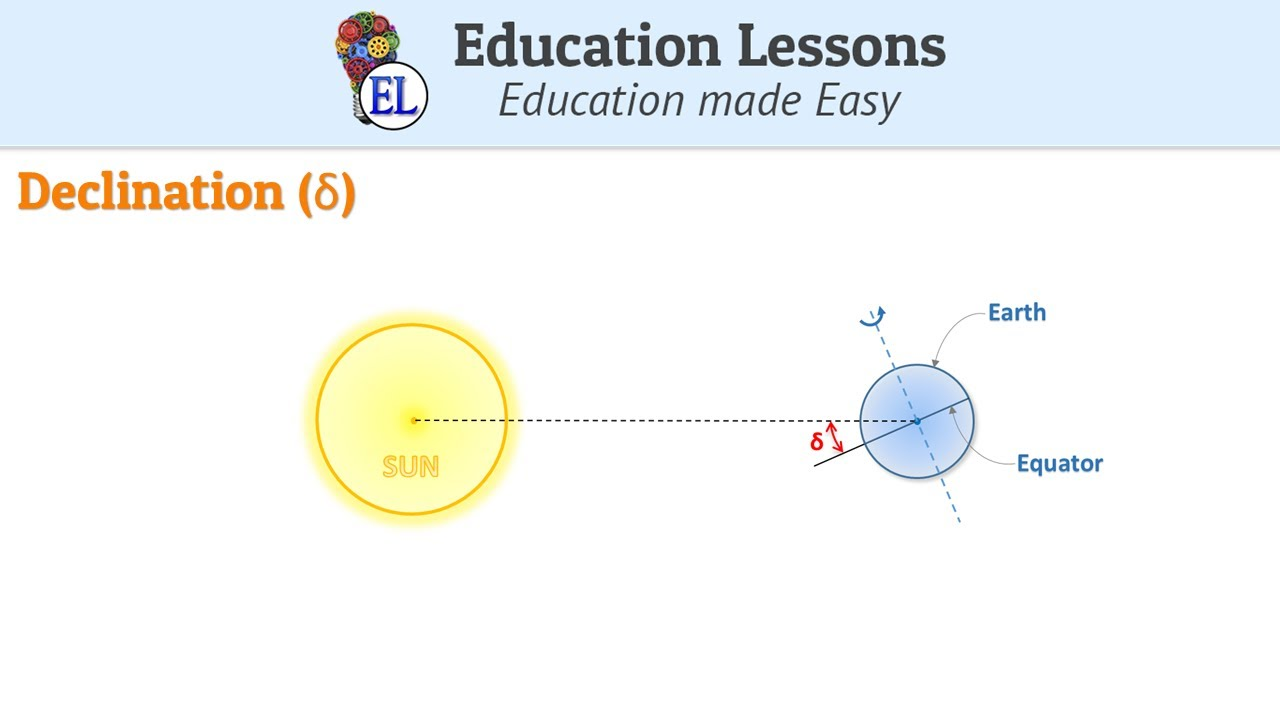 EL
Education Lessons
Education made Easy
Declination (δ)
Earth
δ
SUN
Equator